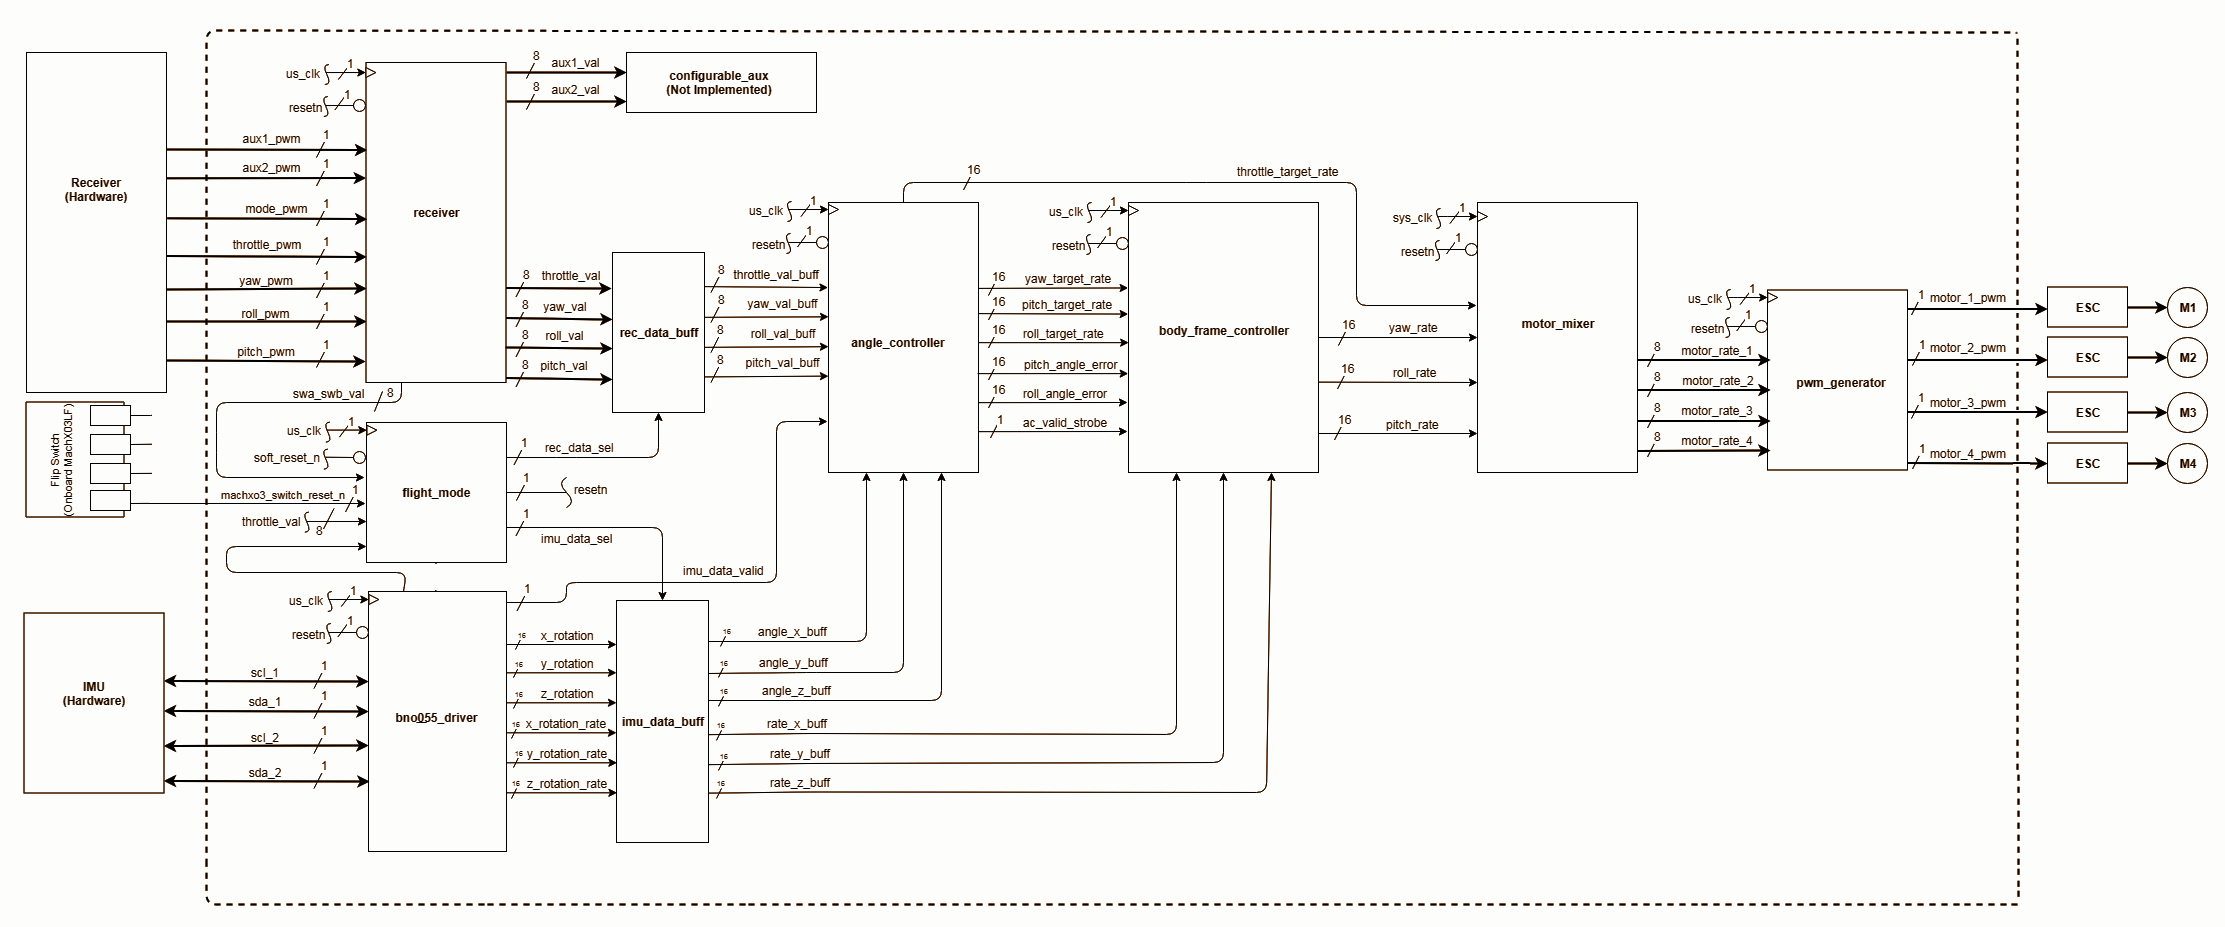 Receiver
(Hardware)
us_clk
1
resetn
1
aux1_pwm
1
aux2_pwm
1
mode_pwm
1
throttle_pwm
1
yaw_pwm
1
roll_pwm
1
pitch_pwm
1
receiver
8
aux1_val
8
aux2_val
configurable_aux
(Not Implemented)
8
throttle_val
8
yaw_val
8
roll_val
8
pitch_val
rec_data_buff
8
throttle_val_buff
8
yaw_val_buff
8
roll_val_buff
8
pitch_val_buff
swa_swb_val
8
Flip Switch
(Onboard MachX03LF)
us_clk
1
soft_reset_n
machxo3_switch_reset_n
1
throttle_val
8
flight_mode
1
rec_data_sel
1
resetn
1
imu_data_sel
IMU
(Hardware)
us_clk
1
resetn
1
scl_1
1
sda_1
1
scl_2
1
sda_2
1
bno055_driver
1
imu_data_valid
16
x_rotation
16
y_rotation
16
z_rotation
16
x_rotation_rate
16
y_rotation_rate
16
z_rotation_rate
imu_data_buff
16
angle_x_buff
16
angle_y_buff
16
angle_z_buff
16
rate_x_buff
16
rate_y_buff
16
rate_z_buff
us_clk
1
resetn
1
angle_controller
16
throttle_target_rate
16
yaw_target_rate
16
pitch_target_rate
16
roll_target_rate
16
pitch_angle_error
16
roll_angle_error
1
ac_valid_strobe
us_clk
1
resetn
1
body_frame_controller
16
yaw_rate
16
roll_rate
16
pitch_rate
sys_clk
1
resetn
1
motor_mixer
8
motor_rate_1
8
motor_rate_2
8
motor_rate_3
8
motor_rate_4
us_clk
1
resetn
1
pwm_generator
1
motor_1_pwm
1
motor_2_pwm
1
motor_3_pwm
1
motor_4_pwm
ESC
M1
ESC
M2
ESC
M3
ESC
M4